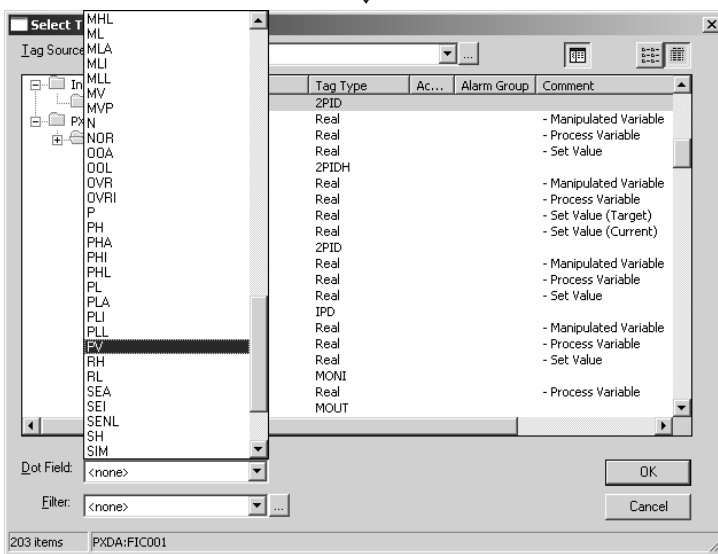 Select T
Tag Source
...
In
PX
MHL
ML
MLA
MLI
MLL
MV
MVP
N
NOR
OOA
OOL
OVR
OVRI
P
PH
PHA
PHI
PHL
PL
PLA
PLI
PLL
PV
RH
RL
SEA
SEI
SENL
SH
SIM
Tag Type Ac... Alarm Group Comment
2PID
Real - Manipulated Variable
Real - Process Variable
Real - Set Value
2PIDH
Real - Manipulated Variable
Real - Process Variable
Real - Set Value (Target)
Real - Set Value (Current)
2PID
Real - Manipulated Variable
Real - Process Variable
Real - Set Value
IPD
Real - Manipulated Variable
Real - Process Variable
Real - Set Value
MONI
Real - Process Variable
MOUT
Dot Field: <none>
OK
Filter: <none> ...
Cancel
203 items PXDA:FIC001